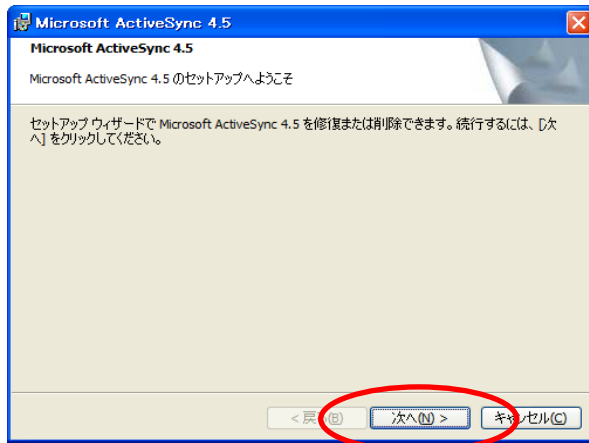 Microsoft ActiveSync 4.5
Microsoft ActiveSync 4.5
Microsoft ActiveSync 4.5 のセットアップへようこそ
セットアップ ウィザードで Microsoft ActiveSync 4.5 を修復または削除できます。続行するには、[次
へ] をクリックしてください。
< 戻る(B) 次へ(N) > キャンセル(C)